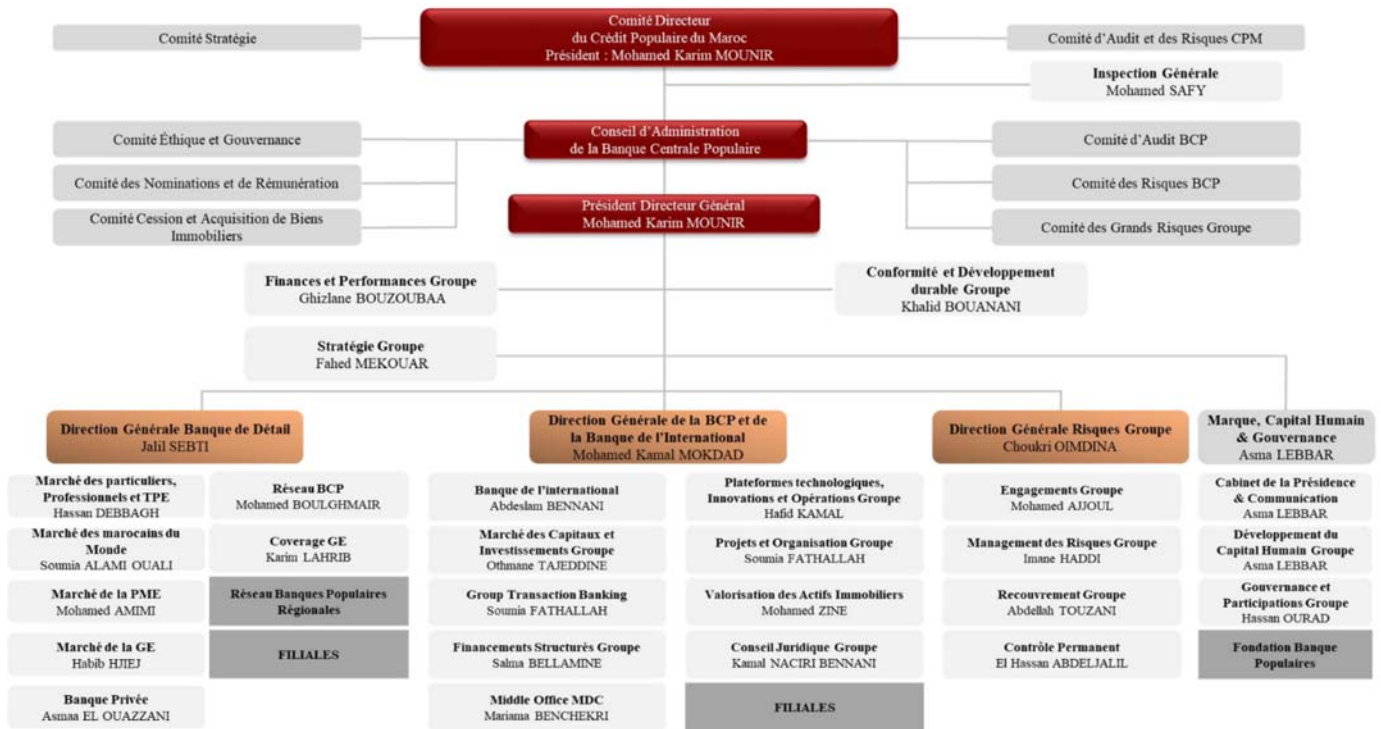 Comité Directeur
du Crédit Populaire du Maroc
Président : Mohamed Karim MOUNIR
Comité Stratégie
Comité d'Audit et des Risques CPM
Inspection Générale
Mohamed SAFY
Comité Éthique et Gouvernance
Conseil d'Administration
de la Banque Centrale Populaire
Comité d'Audit BCP
Comité des Nominations et de Rémunération
Comité des Risques BCP
Comité Cession et Acquisition de Biens
Immobiliers
Président Directeur Général
Mohamed Karim MOUNIR
Comité des Grands Risques Groupe
Finances et Performances Groupe
Ghizlane BOUZOUBAA
Conformité et Développement
durable Groupe
Khalid BOUANANI
Stratégie Groupe
Fahed MEKOUAR
Direction Générale Banque de Détail
Jalil SEBTI
Direction Générale de la BCP et de
la Banque de l'International
Mohamed Kamal MOKDAD
Direction Générale Risques Groupe
Choukri OIMDINA
Marque, Capital Humain
& Gouvernance
Asma LEBBAR
Marché des particuliers,
Professionnels et TPE
Hassan DEBBAGH
Marché des marocains du
Monde
Soumia ALAMI OUALI
Marché de la PME
Mohamed AMIMI
Marché de la GE
Habib HJIEJ
Banque Privée
Asmaa EL OUAZZANI
Réseau BCP
Mohamed BOULGHMAIR
Coverage GE
Karim LAHRIB
Réseau Banques Populaires
Régionales
FILIALES
Banque de l'international
Abdeslam BENNANI
Marché des Capitaux et
Investissements Groupe
Othmane TAJEDDINE
Group Transaction Banking
Soumia FATHALLAH
Financements Structurès Groupe
Salma BELLAMINE
Middle Office MDC
Mariama BENCHEKRI
Plateformes technologiques,
Innovations et Opérations Groupe
Hafid KAMAL
Projets et Organisation Groupe
Soumia FATHALLAH
Valorisation des Actifs Immobiliers
Mohamed ZINE
Conseil Juridique Groupe
Kamal NACIRI BENNANI
FILIALES
Engagements Groupe
Mohamed AJJOUL
Management des Risques Groupe
Imane HADDI
Recouvrement Groupe
Abdellah TOUZANI
Contrôle Permanent
El Hassan ABDELJALIL
Cabinet de la Présidence
& Communication
Asma LEBBAR
Développement du
Capital Humain Groupe
Asma LEBBAR
Gouvernance et
Participations Groupe
Hassan OURAD
Fondation Banque
Populaires